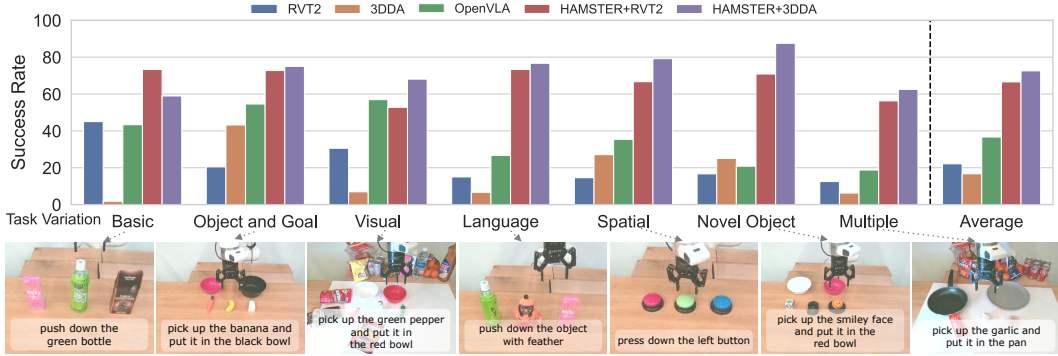 RVT2 3DDA OpenVLA HAMSTER+RVT2 HAMSTER+3DDA
100
80
60
40
20
0
Success Rate
Task Variation Basic Object and Goal Visual Language Spatial Novel Object Multiple Average
push down the
green bottle
pick up the banana and
put it in the black bowl
pick up the green pepper
and put it in
the red bowl
push down the object
with feather
press down the left button
pick up the smiley face
and put it in the
red bowl
pick up the garlic and
put it in the pan